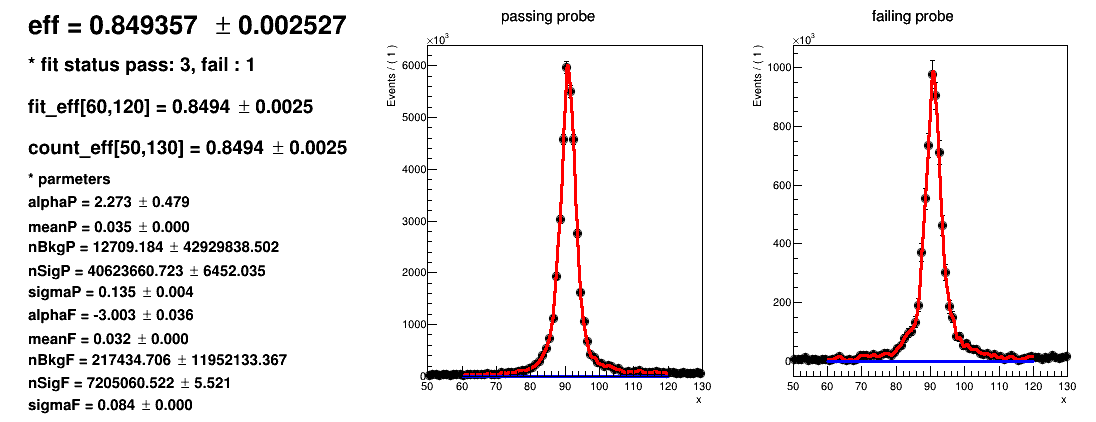 eff = 0.849357 ± 0.002527
* fit status pass: 3, fail : 1
fit_eff[60,120] = 0.8494 ± 0.0025
count_eff[50,130] = 0.8494 ± 0.0025
* parmeters
alphaP = 2.273 ± 0.479
meanP = 0.035 ± 0.000
nBkgP = 12709.184 ± 42929838.502
nSigP = 40623660.723 ± 6452.035
sigmaP = 0.135 ± 0.004
alphaF = -3.003 ± 0.036
meanF = 0.032 ± 0.000
nBkgF = 217434.706 ± 11952133.367
nSigF = 7205060.522 ± 5.521
sigmaF = 0.084 ± 0.000
passing probe
×10³
Events / ( 1 )
6000
5000
4000
3000
2000
1000
0
50 60 70 80 90 100 110 120 130
x
failing probe
×10³
Events / ( 1 )
1000
800
600
400
200
0
50 60 70 80 90 100 110 120 130
x